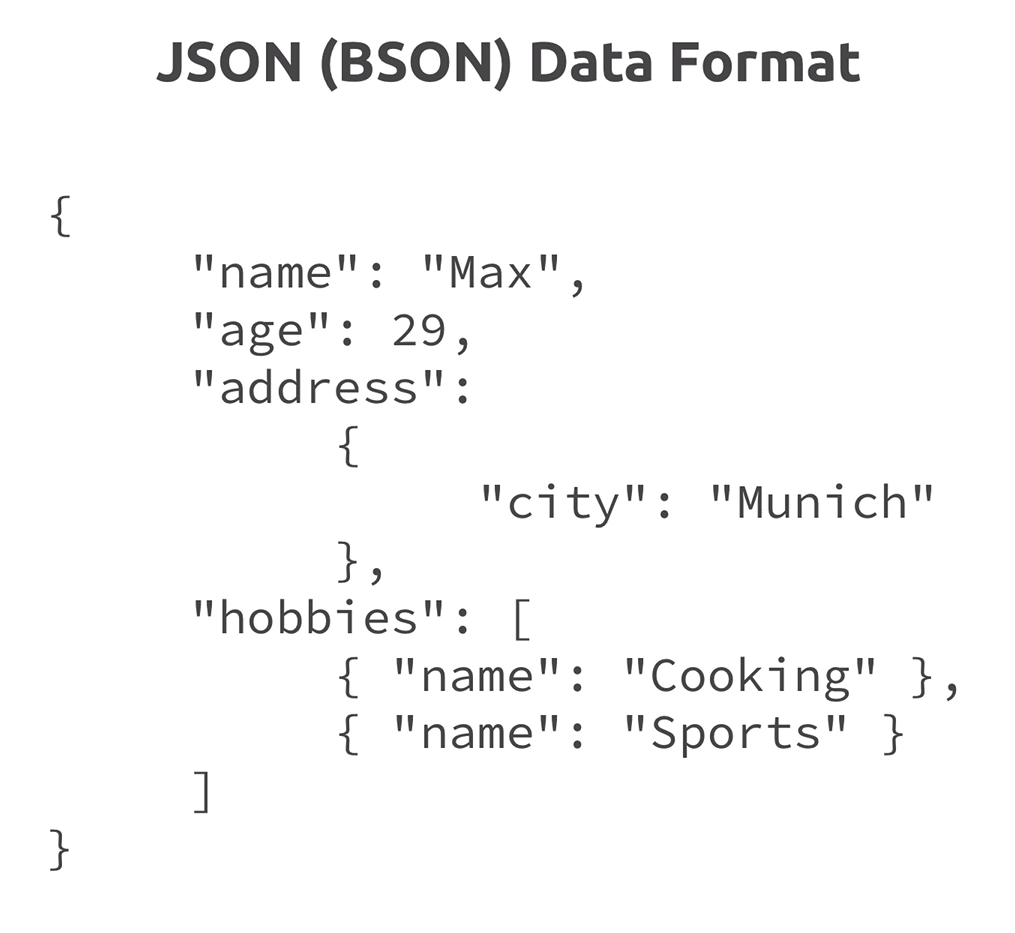 JSON (BSON) Data Format
{
"name": "Max",
"age": 29,
"address":
{
"city": "Munich"
},
"hobbies": [
{ "name": "Cooking" },
{ "name": "Sports" }
]
}